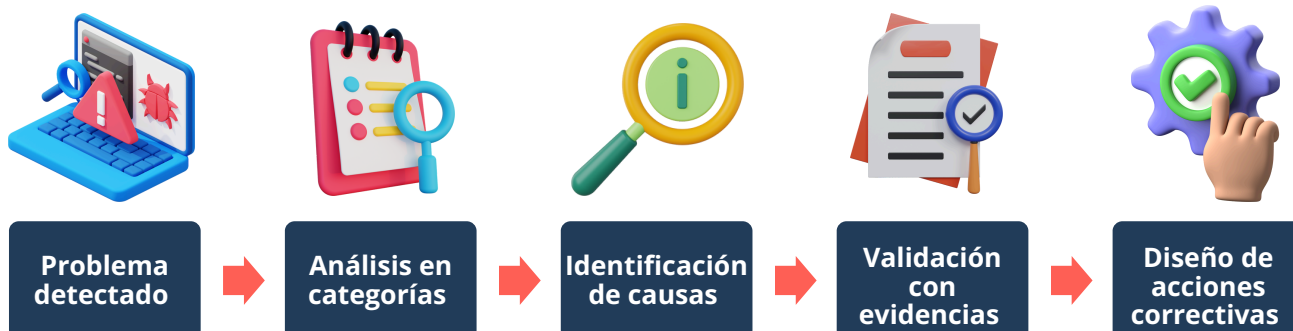 Problema
detectado
Análisis en
categorías
Identificación
de causas
Validación
con
evidencias
Diseño de
acciones
correctivas